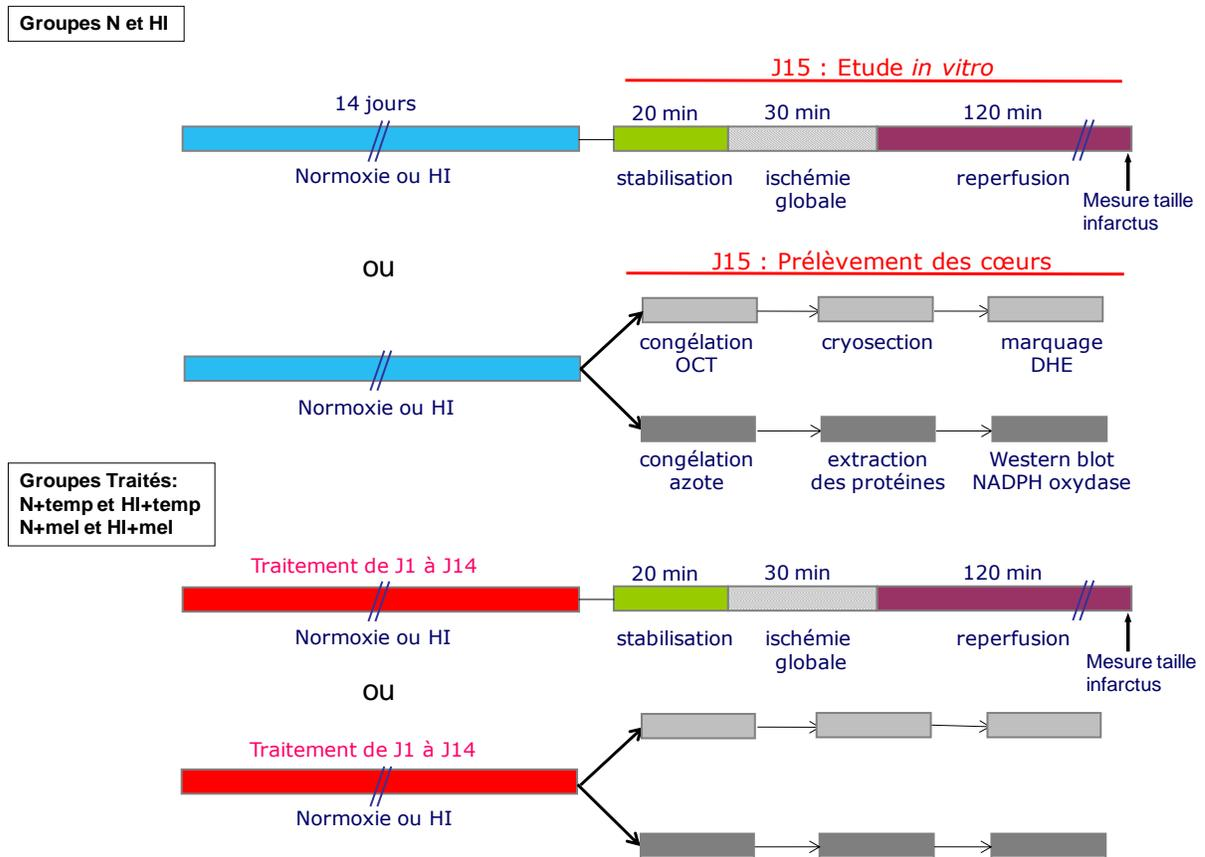 Groupes N et HI
J15 : Etude in vitro
14 jours
20 min
30 min
120 min
Normoxie ou HI
stabilisation
ischémie
globale
reperfusion
Mesure taille
infarctus
ou
J15 : Prélèvement des cœurs
congélation
OCT
cryosection
marquage
DHE
Normoxie ou HI
congélation
azote
extraction
des protéines
Western blot
NADPH oxydase
Groupes Traités:
N+temp et HI+temp
N+mel et HI+mel
Traitement de J1 à J14
20 min
30 min
120 min
Normoxie ou HI
stabilisation
ischémie
globale
reperfusion
Mesure taille
infarctus
ou
Traitement de J1 à J14
Normoxie ou HI